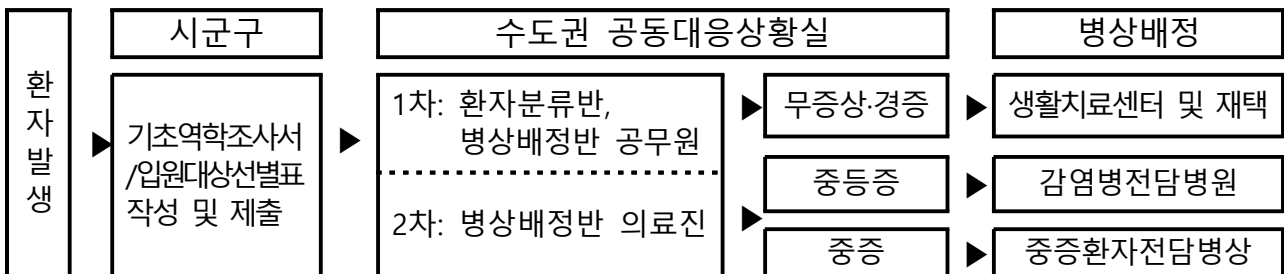 환
자
발
생
시군구
기초역학조사서
/입원대상선별표
작성 및 제출
수도권 공동대응상황실
1차: 환자분류반,
병상배정반 공무원
2차: 병상배정반 의료진
무증상·경증
중등증
중증
병상배정
생활치료센터 및 재택
감염병전담병원
중증환자전담병상